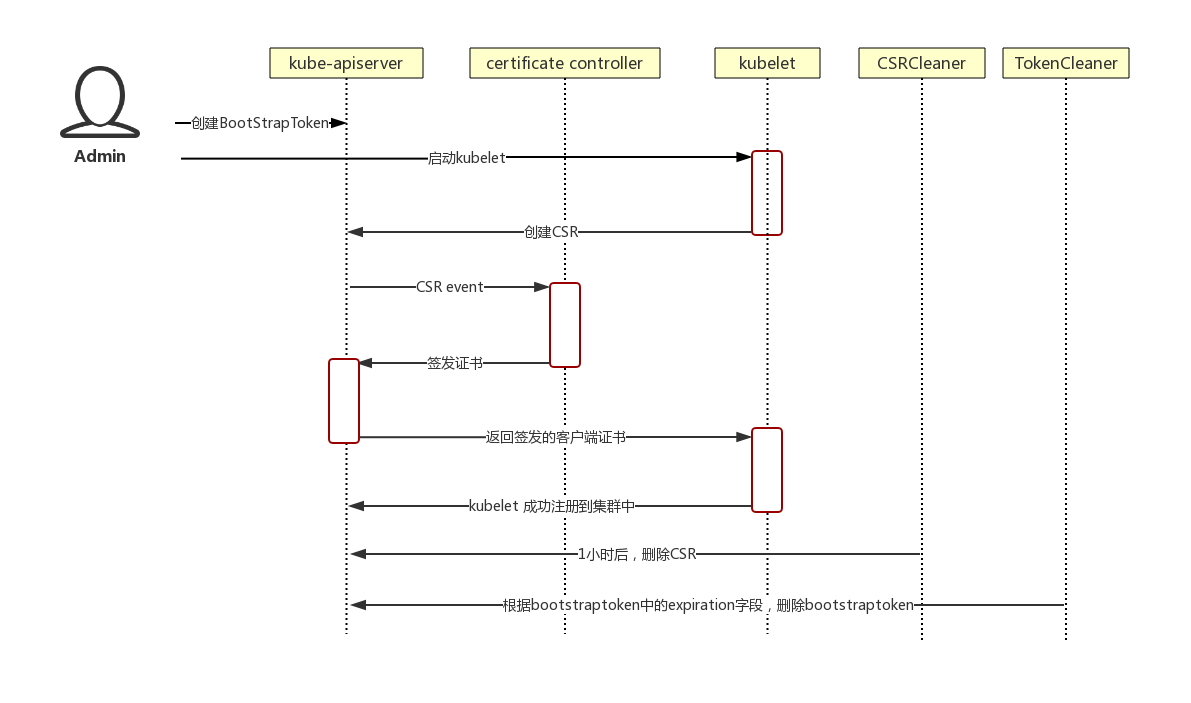 kube-apiserver
certificate controller
kubelet
CSRCleaner
TokenCleaner
创建BootStrapToken
Admin
启动kubelet
创建CSR
CSR event
签发证书
返回签发的客户端证书
kubelet 成功注册到集群中
1小时后，删除CSR
根据bootstraptoken中的expiration字段，删除bootstraptoken